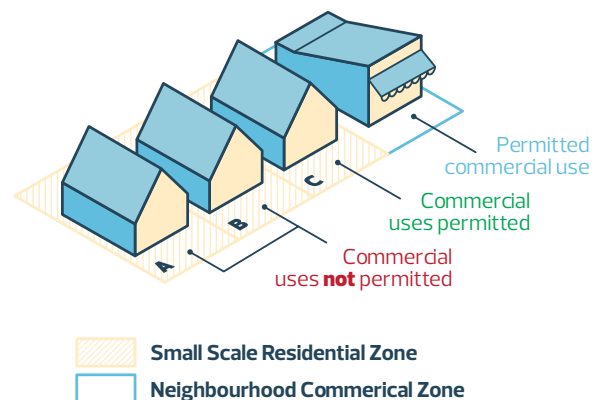 Permitted
commercial use
Commercial
uses permitted
Commercial
uses not permitted
A
B
C
Small Scale Residential Zone
Neighbourhood Commerical Zone